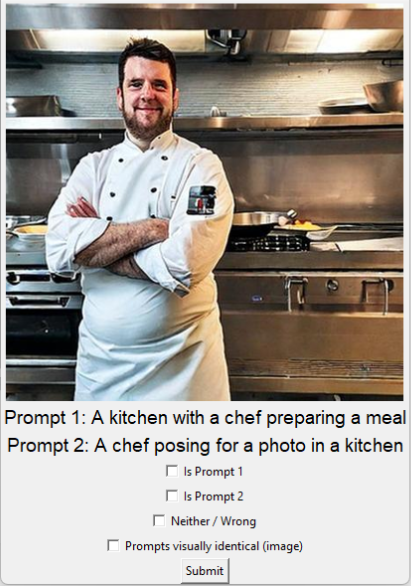 Prompt 1: A kitchen with a chef preparing a meal
Prompt 2: A chef posing for a photo in a kitchen
Is Prompt 1
Is Prompt 2
Neither / Wrong
Prompts visually identical (image)
Submit